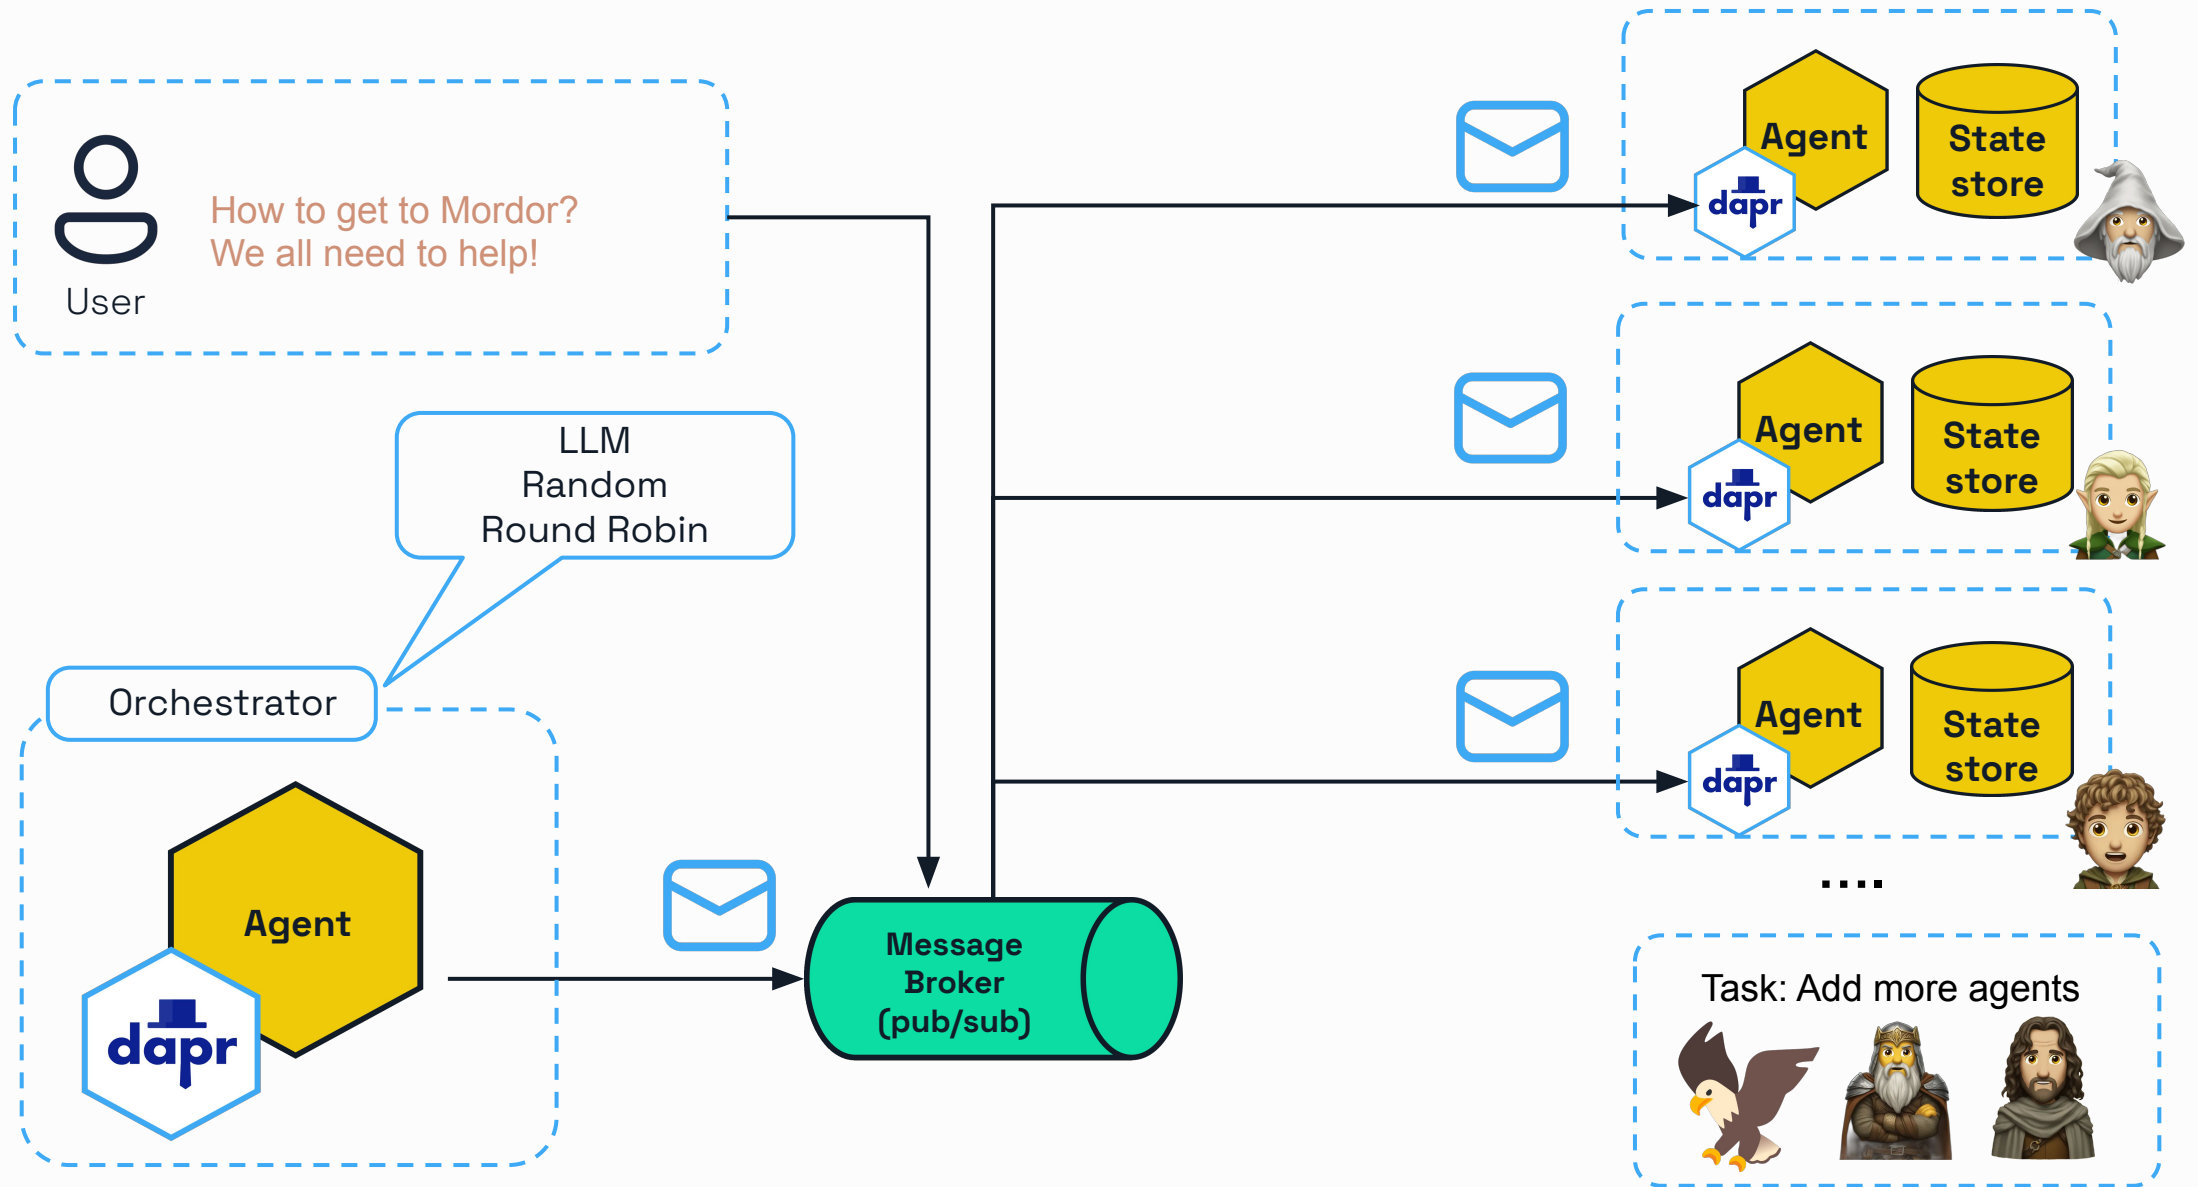 How to get to Mordor?
We all need to help!
User
LLM
Random
Round Robin
Orchestrator
Agent
dapr
Message
Broker
(pub/sub)
Agent
dapr
State
store
Agent
dapr
State
store
Agent
dapr
State
store
....
Task: Add more agents